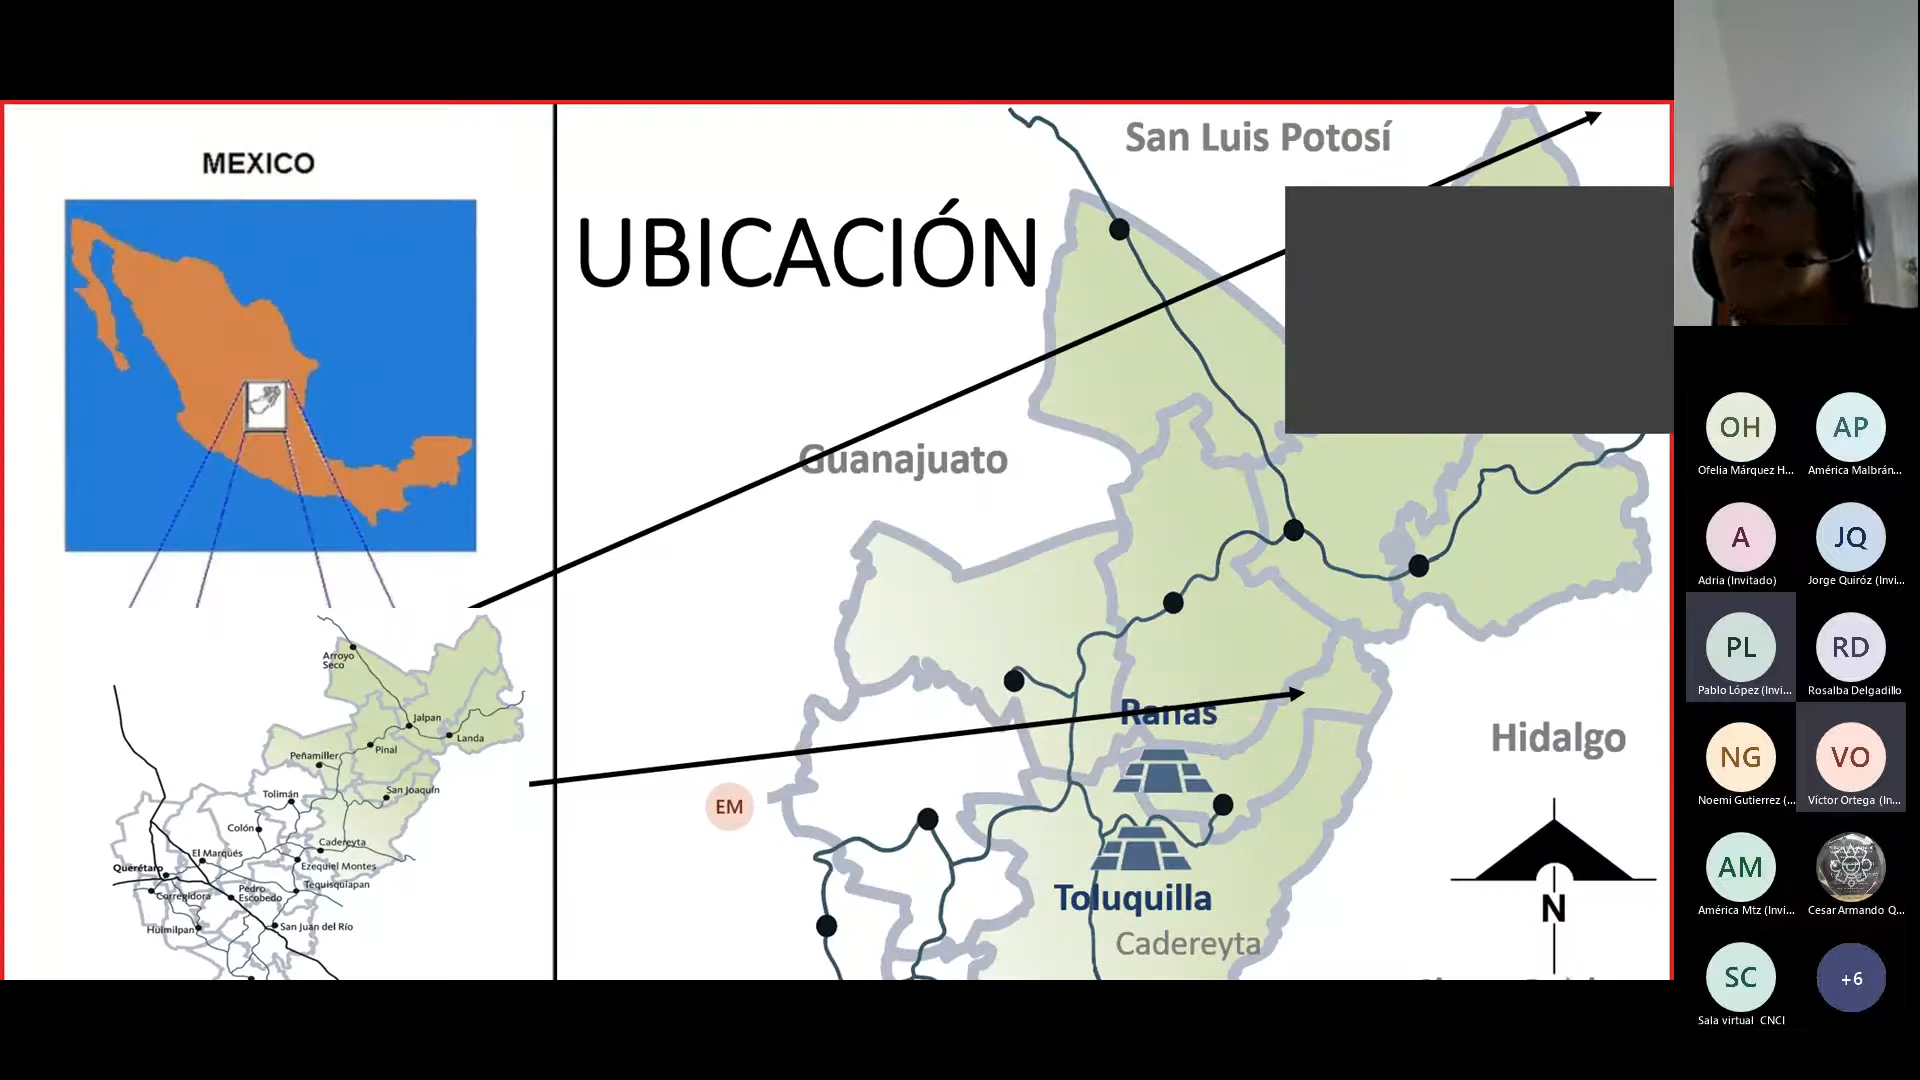 MEXICO
UBICACIÓN
San Luis Potosí
Guanajuato
Ranas
Hidalgo
EM
Toluquilla
Cadereyta
N
Arroyo
Seco
Jalpan
Landa
Pinal
Peñamiller
San Joaquín
Tolimán
Colón
Cadereyta
El Marqués
Ezequiel Montes
Querétaro
Tequisquiapan
Corregidora
Pedro
Escobedo
Huimilpan
San Juan del Río
OH
Ofelia Márquez H...
AP
América Malbrán...
A
Adria (Invitado)
JQ
Jorge Quiróz (Invi...
PL
Pablo López (Invi...
RD
Rosalba Delgadillo
NG
Noemi Gutierrez (...
VO
Víctor Ortega (In...
AM
América Mtz (Invi...
Cesar Armando Q...
SC
Sala virtual CNCI
+6